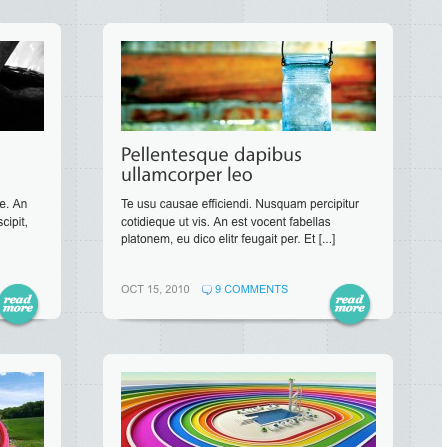 e. An
scipit,
read
more
Pellentesque dapibus
ullamcorper leo
Te usu causae efficiendi. Nusquam percipitur
cotidieque ut vis. An est vocent fabellas
platonem, eu dico elitr feugait per. Et [...]
OCT 15, 2010 9 COMMENTS
read
more